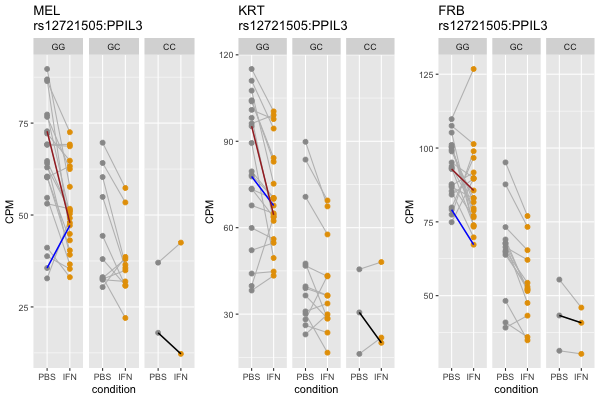 MEL
rs12721505:PPIL3
GG GC CC
CPM
75
50
25
PBS IFN PBS IFN PBS IFN
condition
KRT
rs12721505:PPIL3
GG GC CC
CPM
120
90
60
30
PBS IFN PBS IFN PBS IFN
condition
FRB
rs12721505:PPIL3
GG GC CC
CPM
125
100
75
50
PBS IFN PBS IFN PBS IFN
condition